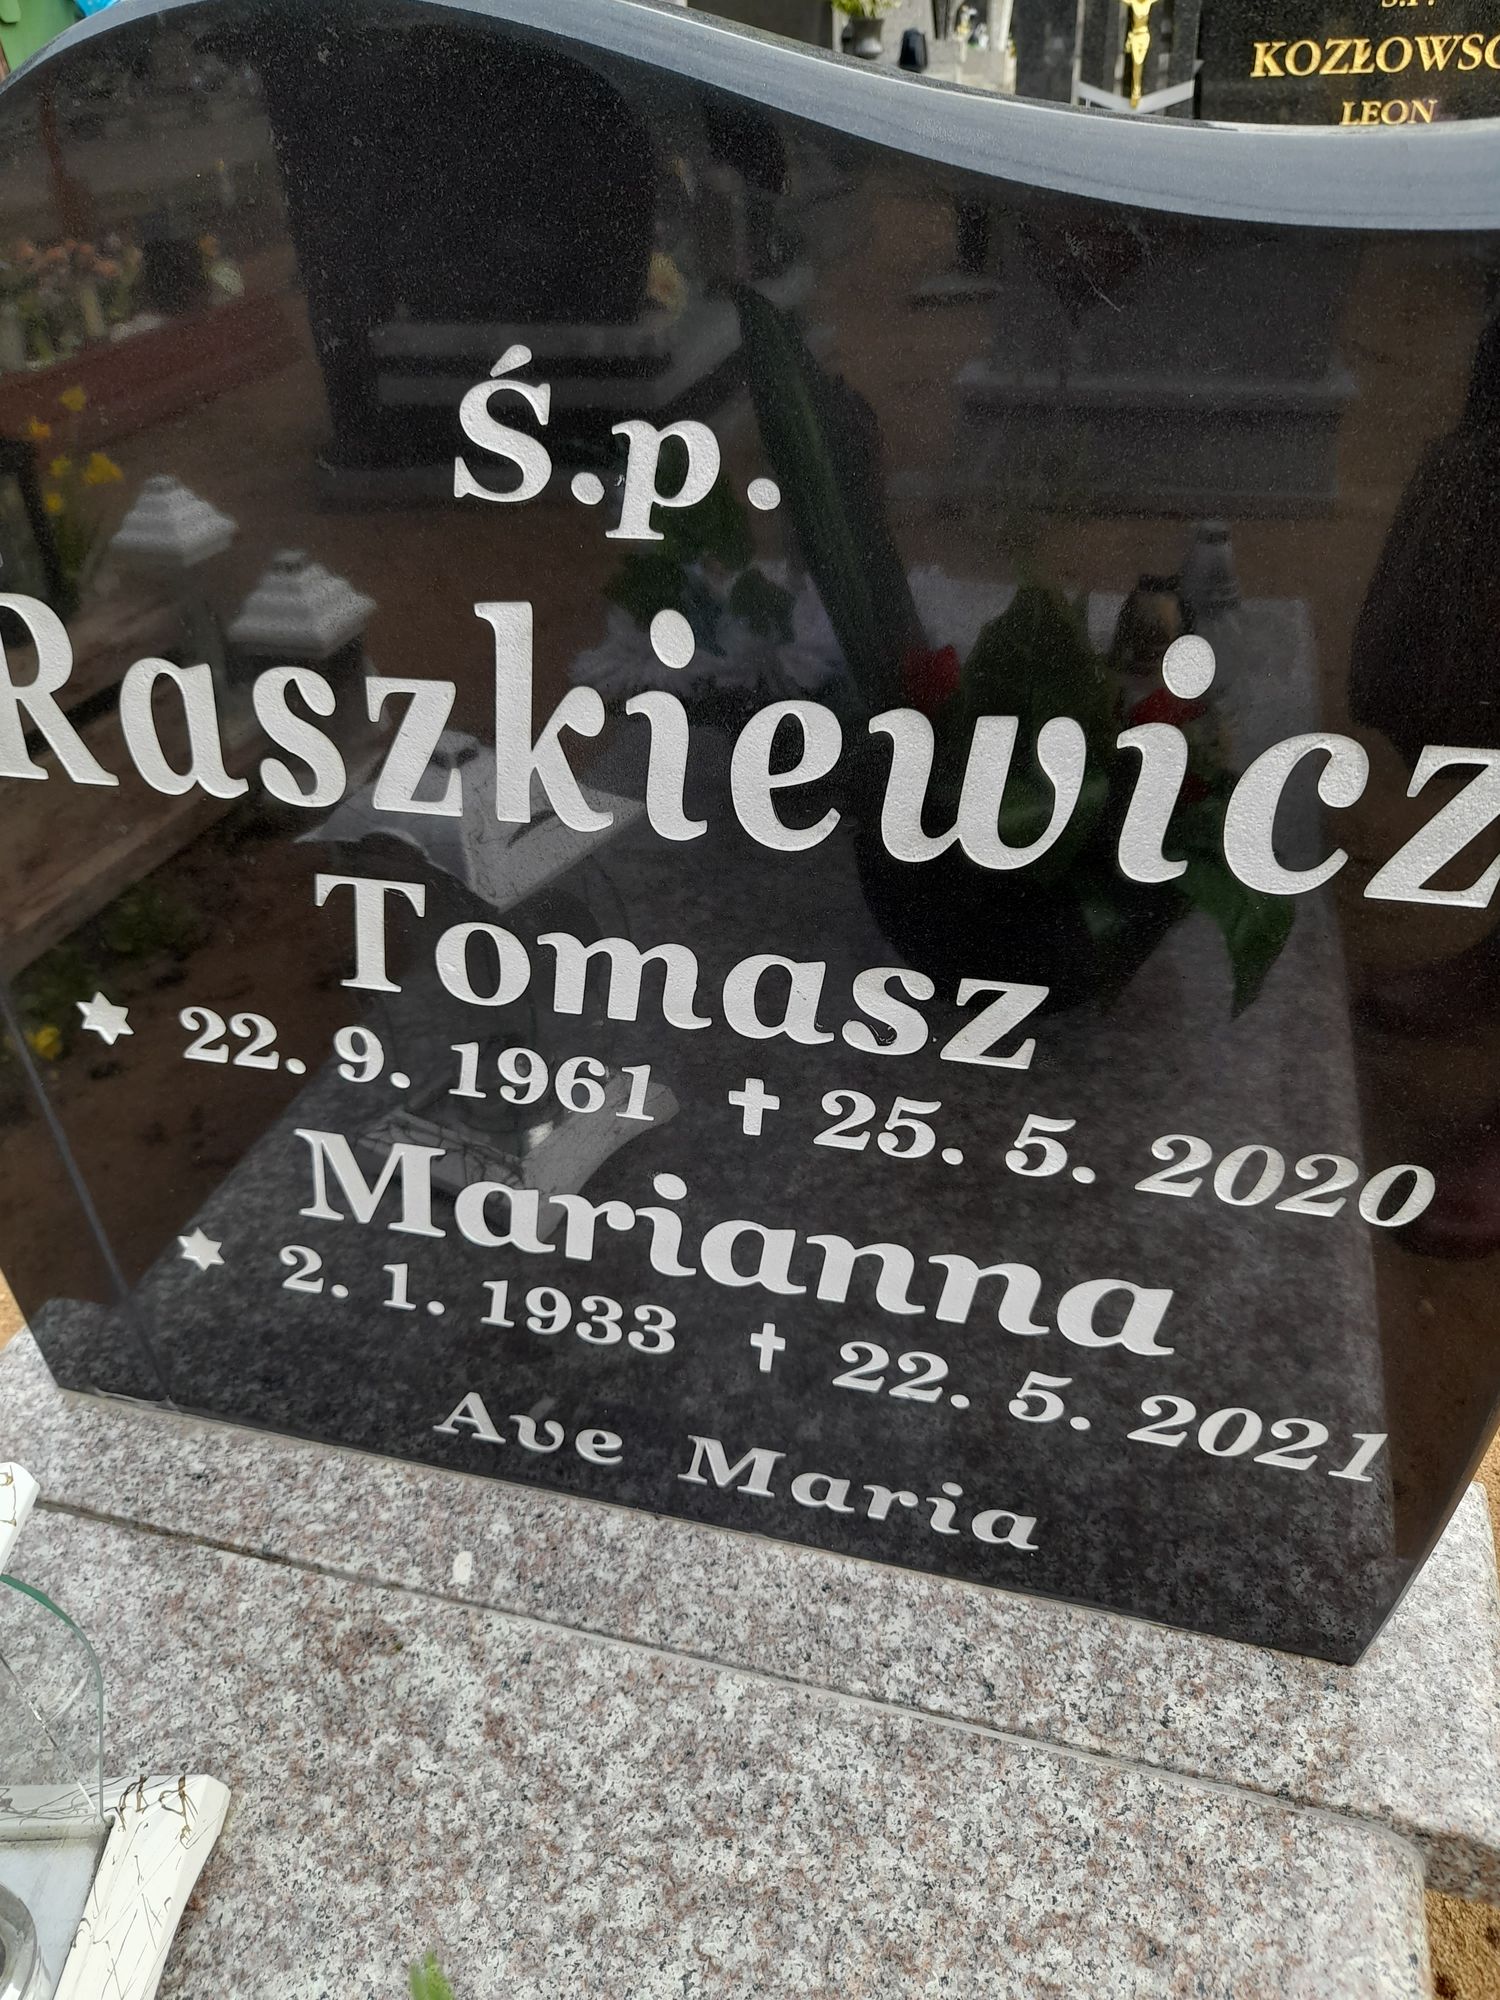 Ś.P.
KOZŁOWSC
LEON
Ś.p.
Raszkiewicz
Tomasz
22. 9. 1961 ✝ 25. 5. 2020
Marianna
2. 1. 1933 ✝ 22. 5. 2021
Ave Maria